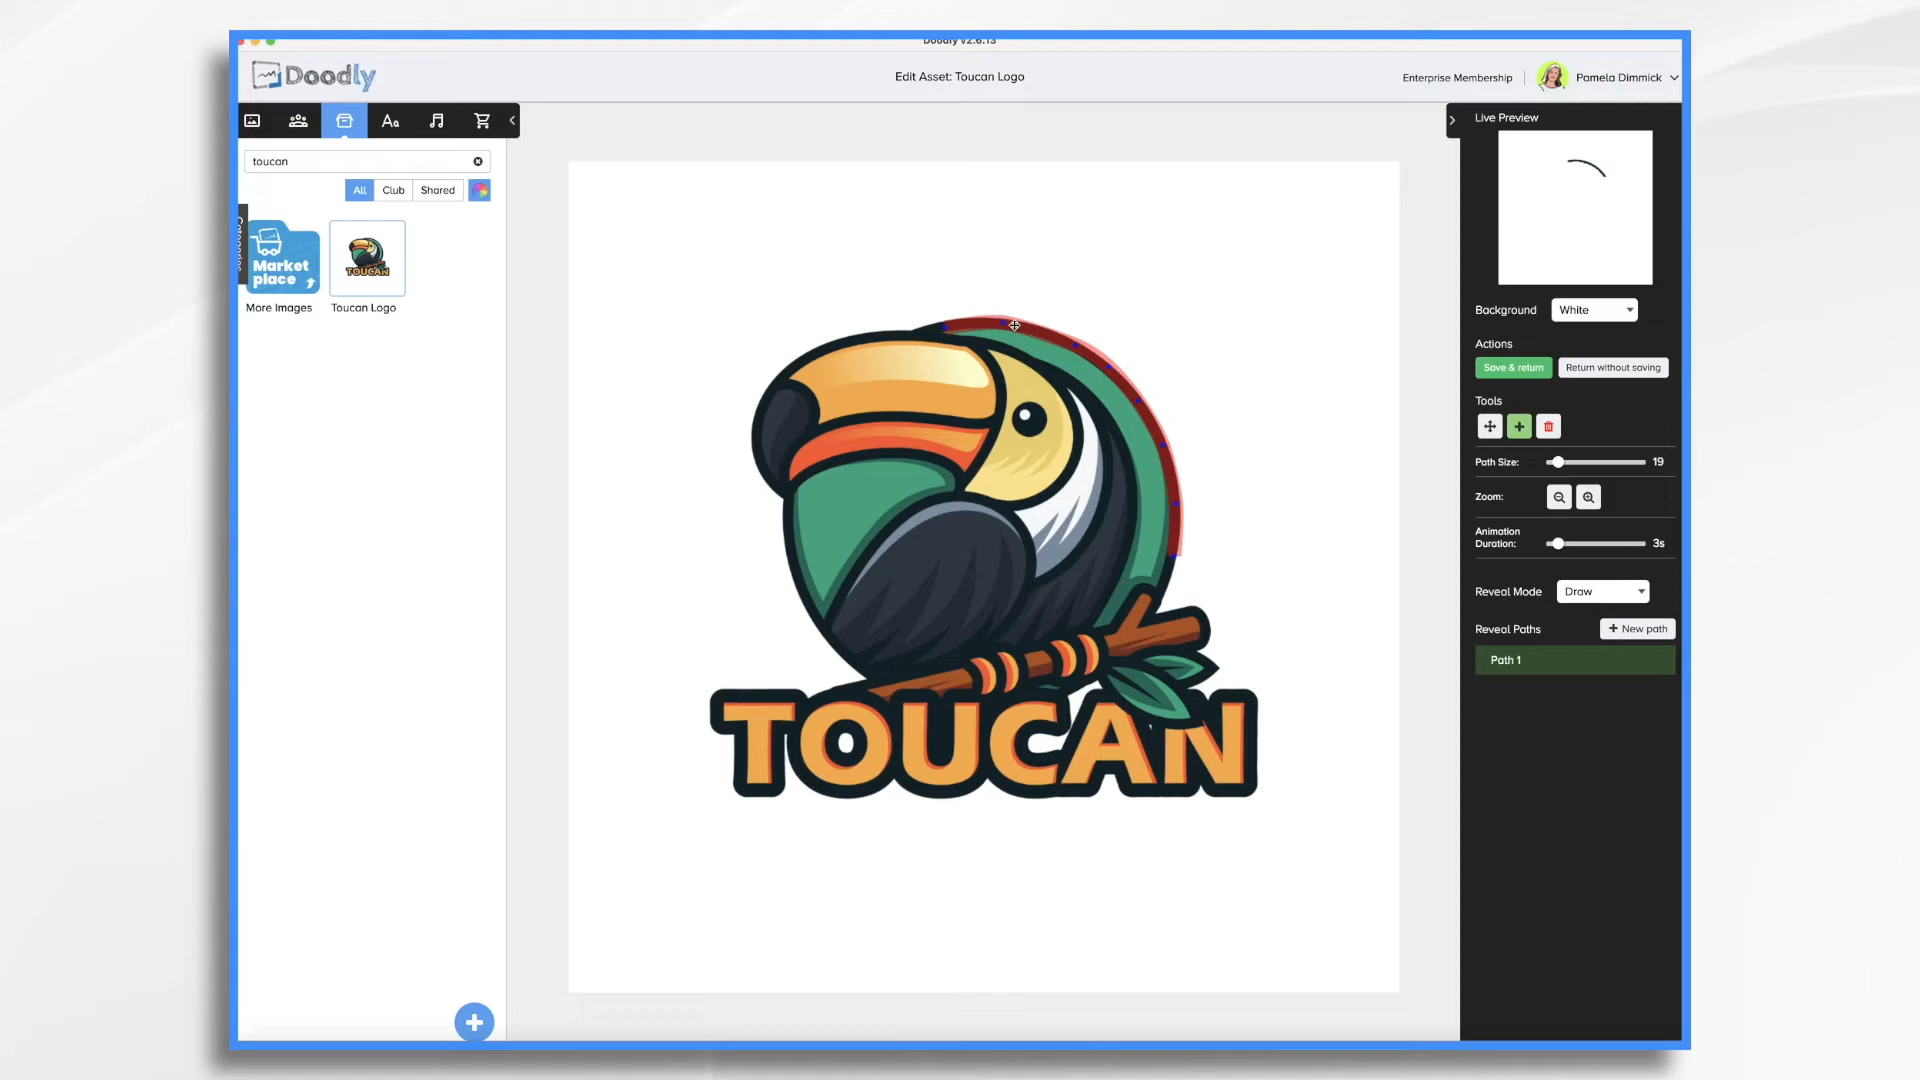 Doodly v2.6.13
Doodly
Edit Asset: Toucan Logo
Enterprise Membership
Pamela Dimmick
Aa
toucan
All
Club
Shared
Market
place
TOUCAN
More Images
Toucan Logo
TOUCAN
Live Preview
Background
White
Actions
Save & return
Return without saving
Tools
Path Size:
19
Zoom:
Animation
Duration:
3s
Reveal Mode
Draw
Reveal Paths
+ New path
Path 1